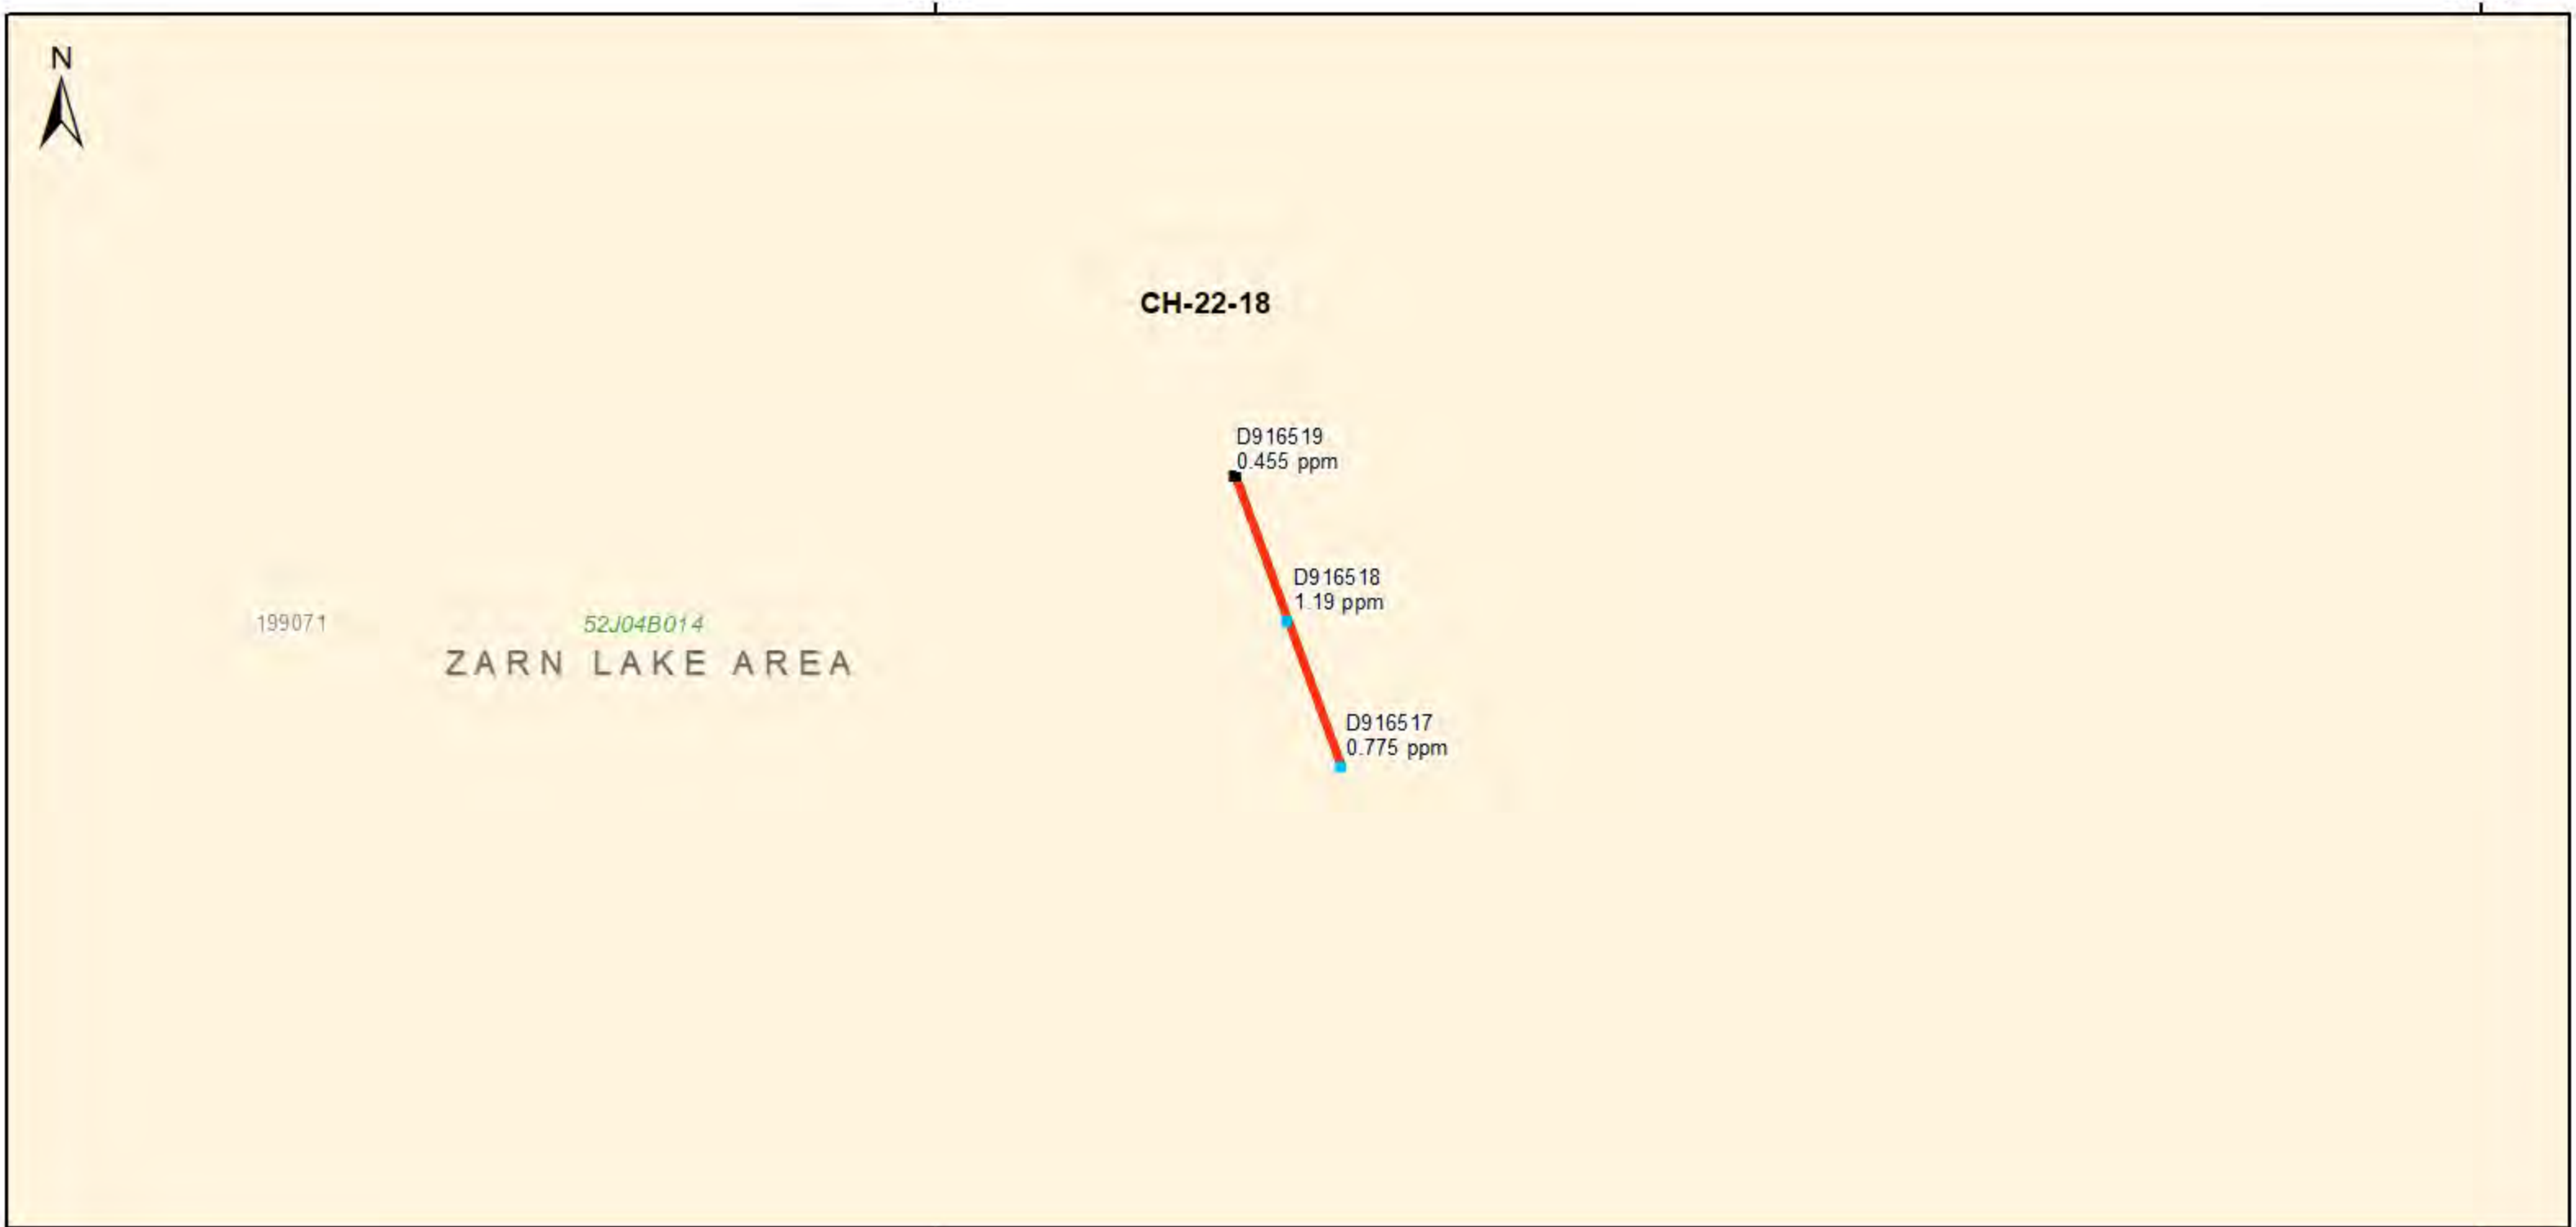 N
CH-22-18
D916519
0.455 ppm
D916518
1.19 ppm
199071
52J04B014
ZARN LAKE AREA
D916517
0.775 ppm